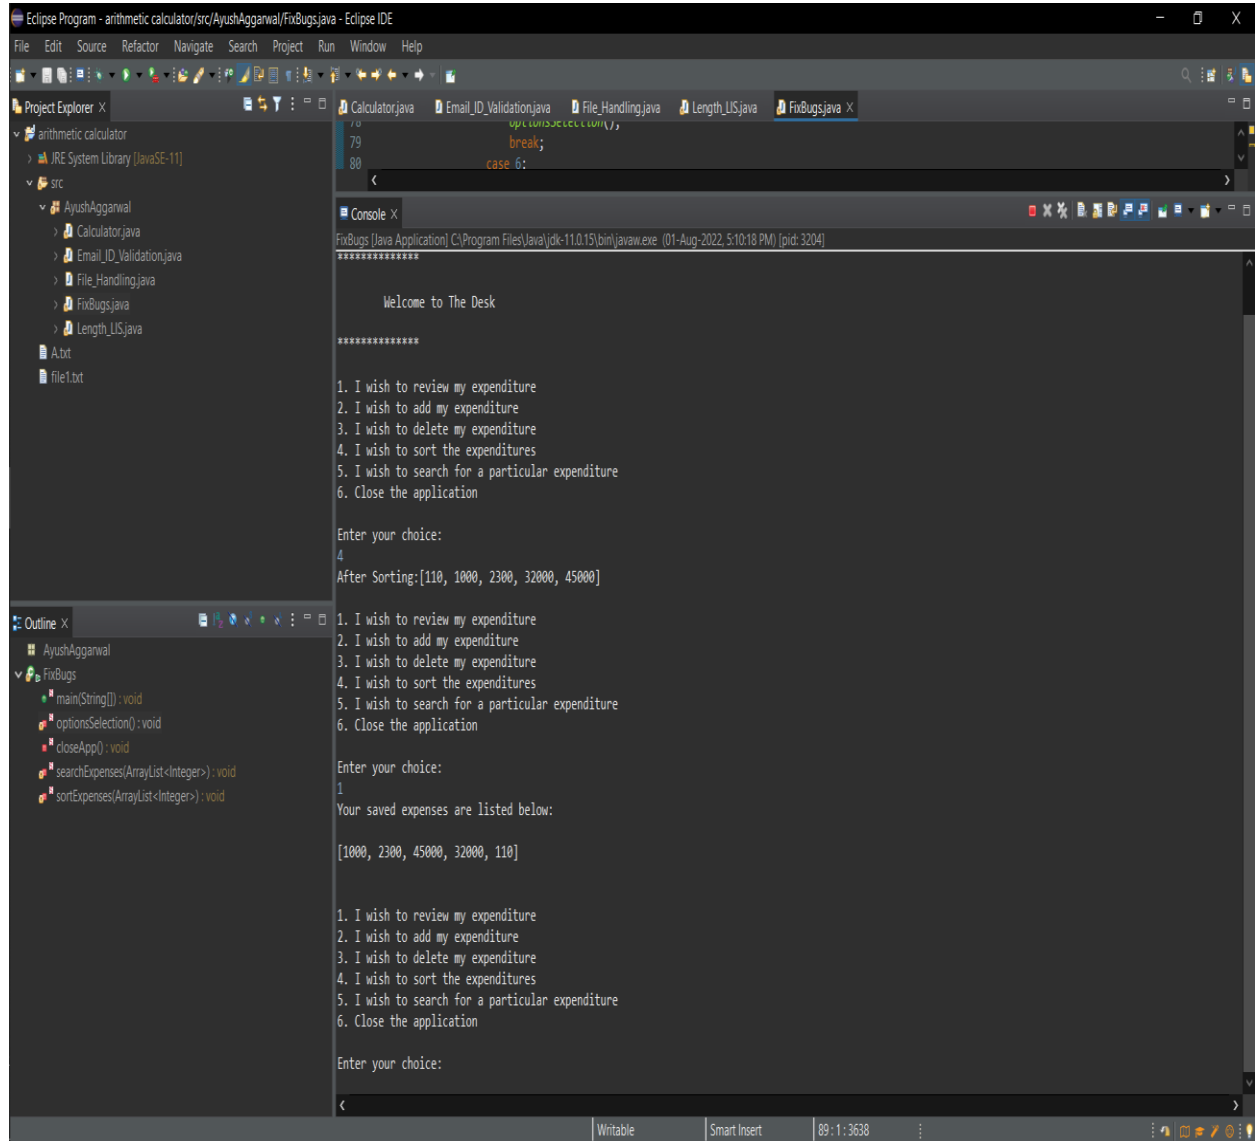 Eclipse Program - arithmetic calculator/src/AyushAggarwal/FixBugs.java - Eclipse IDE
File Edit Source Refactor Navigate Search Project Run Window Help
Project Explorer
arithmetic calculator
JRE System Library [JavaSE-11]
src
AyushAggarwal
Calculator.java
Email_ID_Validation.java
File_Handling.java
FixBugs.java
Length_LIS.java
A.txt
file1.txt
Outline
AyushAggarwal
FixBugs
main(String[]) : void
optionsSelection() : void
closeApp() : void
searchExpenses(ArrayList<Integer>) : void
sortExpenses(ArrayList<Integer>) : void
Calculator.java Email_ID_Validation.java File_Handling.java Length_LIS.java FixBugs.java
78 optionsSelection();
79 break;
80 case 6:
Console
FixBugs [Java Application] C:\Program Files\Java\jdk-11.0.15\bin\javaw.exe (01-Aug-2022, 5:10:18 PM) [pid: 3204]
**************
Welcome to The Desk
**************
1. I wish to review my expenditure
2. I wish to add my expenditure
3. I wish to delete my expenditure
4. I wish to sort the expenditures
5. I wish to search for a particular expenditure
6. Close the application
Enter your choice:
4
After Sorting:[110, 1000, 2300, 32000, 45000]
1. I wish to review my expenditure
2. I wish to add my expenditure
3. I wish to delete my expenditure
4. I wish to sort the expenditures
5. I wish to search for a particular expenditure
6. Close the application
Enter your choice:
1
Your saved expenses are listed below:
[1000, 2300, 45000, 32000, 110]
1. I wish to review my expenditure
2. I wish to add my expenditure
3. I wish to delete my expenditure
4. I wish to sort the expenditures
5. I wish to search for a particular expenditure
6. Close the application
Enter your choice:
Writable Smart Insert 89 : 1 : 3638